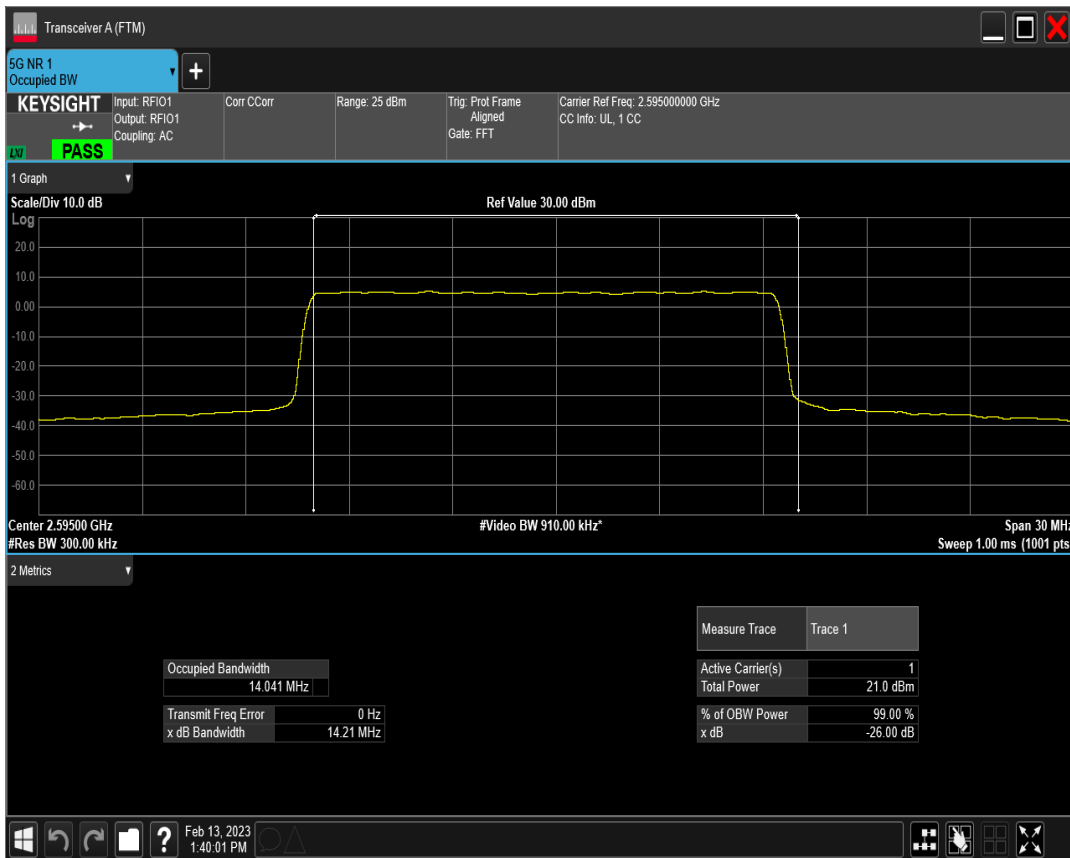 Transceiver A (FTM)
5G NR 1
Occupied BW
+
KEYSIGHT
LXI
PASS
Input: RFIO1
Output: RFIO1
Coupling: AC
Corr CCorr
Range: 25 dBm
Trig: Prot Frame
Aligned
Gate: FFT
Carrier Ref Freq: 2.595000000 GHz
CC Info: UL, 1 CC
1 Graph
Scale/Div 10.0 dB
Ref Value 30.00 dBm
Log
20.0
10.0
0.00
-10.0
-20.0
-30.0
-40.0
-50.0
-60.0
Center 2.59500 GHz
#Video BW 910.00 kHz*
Span 30 MHz
#Res BW 300.00 kHz
Sweep 1.00 ms (1001 pts
2 Metrics
Measure Trace Trace 1
Occupied Bandwidth
14.041 MHz
Active Carrier(s) 1
Total Power 21.0 dBm
Transmit Freq Error 0 Hz
x dB Bandwidth 14.21 MHz
% of OBW Power 99.00 %
x dB -26.00 dB
?
Feb 13, 2023
1:40:01 PM